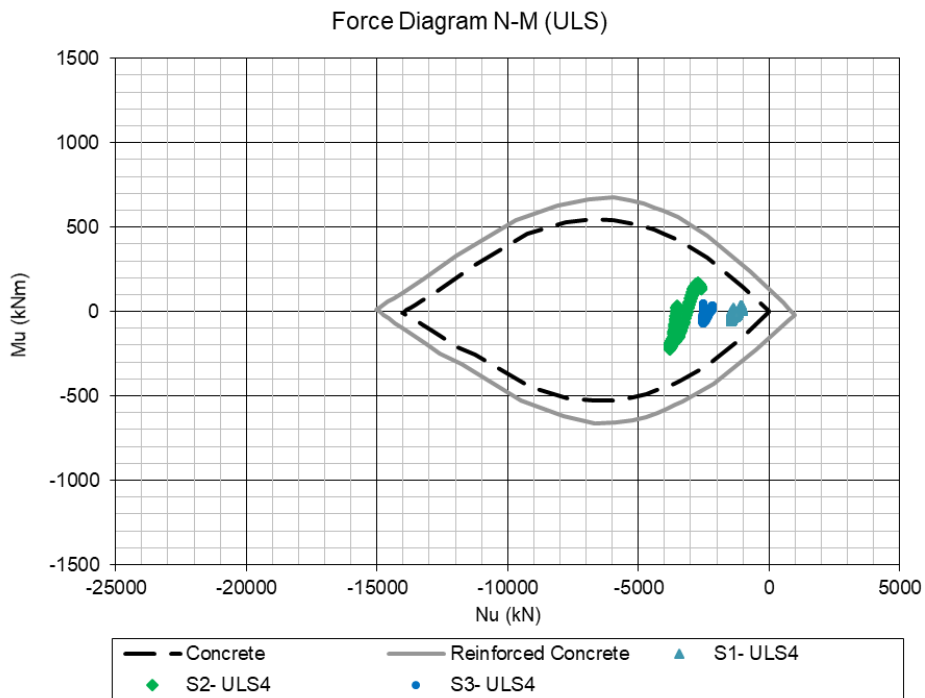 Force Diagram N-M (ULS)
1500
1000
500
0
-500
-1000
-1500
Mu (kNm)
-25000 -20000 -15000 -10000 -5000 0 5000
Nu (kN)
Concrete Reinforced Concrete S1- ULS4
S2- ULS4 S3- ULS4